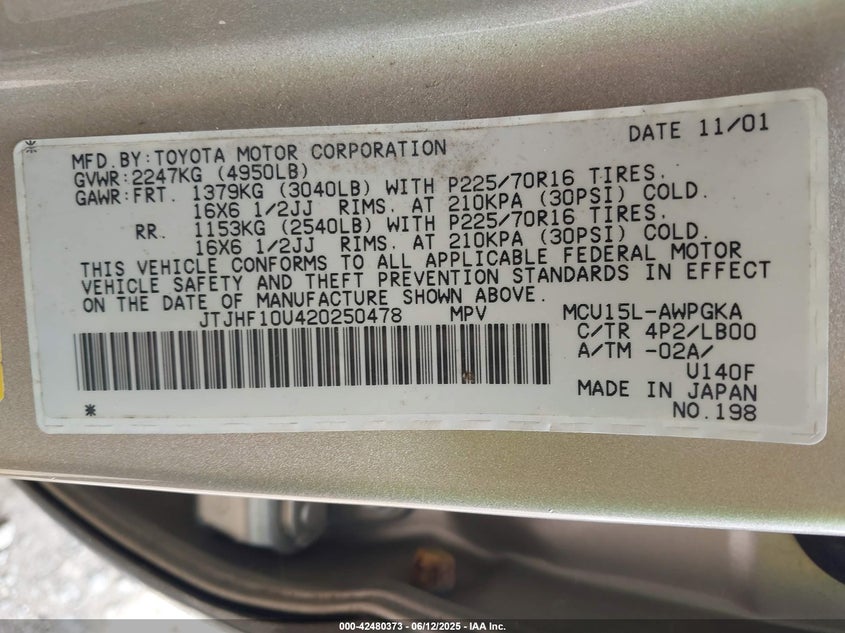 DATE 11/01
MFD.BY:TOYOTA MOTOR CORPORATION
GVWR:2247KG (4950LB)
GAWR:FRT. 1379KG (3040LB) WITH P225/70R16 TIRES.
16X6 1/2JJ RIMS. AT 210KPA (30PSI) COLD.
RR. 1153KG (2540LB) WITH P225/70R16 TIRES.
16X6 1/2JJ RIMS. AT 210KPA (30PSI) COLD.
THIS VEHICLE CONFORMS TO ALL APPLICABLE FEDERAL MOTOR
VEHICLE SAFETY AND THEFT PREVENTION STANDARDS IN EFFECT
ON THE DATE OF MANUFACTURE SHOWN ABOVE.
JTJHF10U420250478 MPV MCU15L-AWPGKA
C/TR 4P2/LB00
A/TM -02A/
U140F
MADE IN JAPAN
NO.198
000-42480373 - 06/12/2025 - IAA Inc.